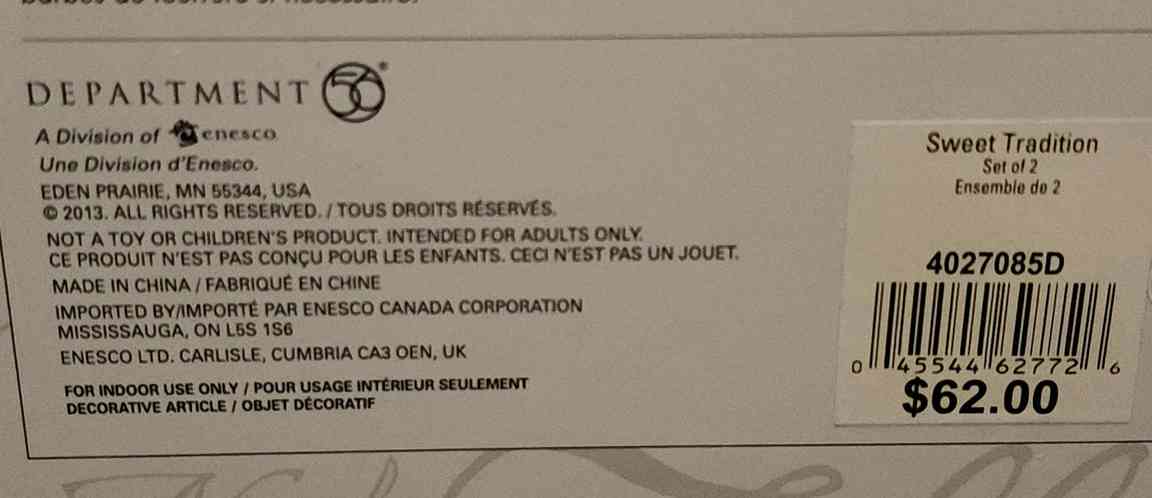 DEPARTMENT 56®
A Division of enesco
Une Division d'Enesco.
EDEN PRAIRIE, MN 55344, USA
© 2013. ALL RIGHTS RESERVED. / TOUS DROITS RÉSERVÉS.
NOT A TOY OR CHILDREN'S PRODUCT. INTENDED FOR ADULTS ONLY.
CE PRODUIT N'EST PAS CONÇU POUR LES ENFANTS. CECI N'EST PAS UN JOUET.
MADE IN CHINA / FABRIQUÉ EN CHINE
IMPORTED BY/IMPORTÉ PAR ENESCO CANADA CORPORATION
MISSISSAUGA, ON L5S 1S6
ENESCO LTD. CARLISLE, CUMBRIA CA3 OEN, UK
FOR INDOOR USE ONLY / POUR USAGE INTÉRIEUR SEULEMENT
DECORATIVE ARTICLE / OBJET DÉCORATIF
Sweet Tradition
Set of 2
Ensemble de 2
4027085D
0 45544 62772 6
$62.00